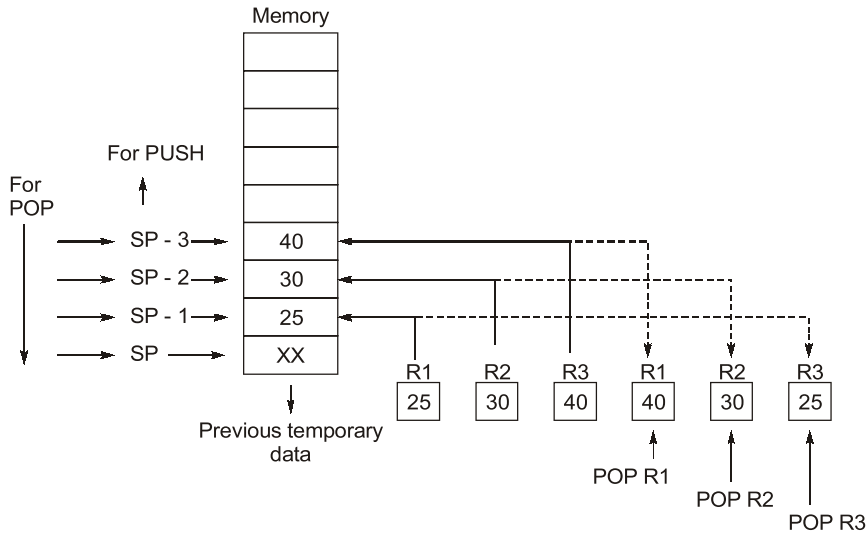 Memory
For PUSH
For
POP
SP - 3
40
SP - 2
30
SP - 1
25
SP
XX
R1
R2
R3
R1
R2
R3
25
30
40
40
30
25
Previous temporary
data
POP R1
POP R2
POP R3